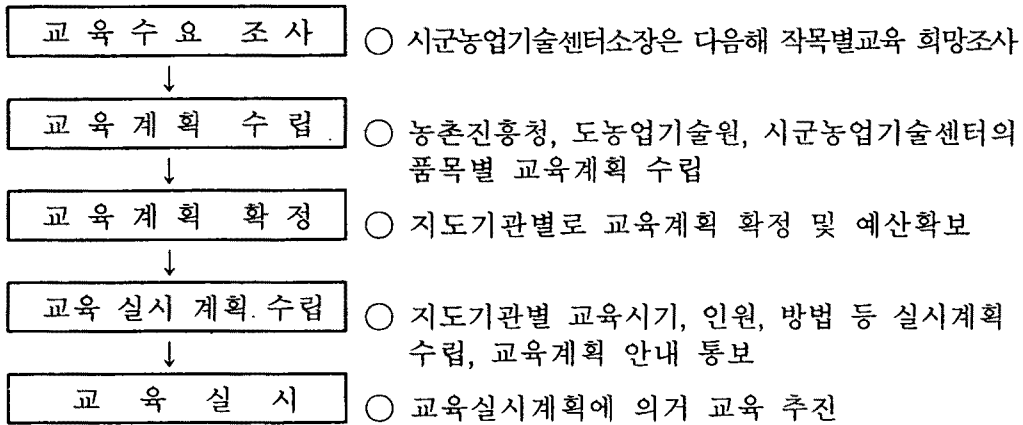 교 육 수 요 조 사
○ 시군농업기술센터소장은 다음해 작목별교육 희망조사
↓
교 육 계 획 수 립
○ 농촌진흥청, 도농업기술원, 시군농업기술센터의
품목별 교육계획 수립
↓
교 육 계 획 확 정
○ 지도기관별로 교육계획 확정 및 예산확보
↓
교육 실시 계획 수립
○ 지도기관별 교육시기, 인원, 방법 등 실시계획
수립, 교육계획 안내 통보
↓
교 육 실 시
○ 교육실시계획에 의거 교육 추진